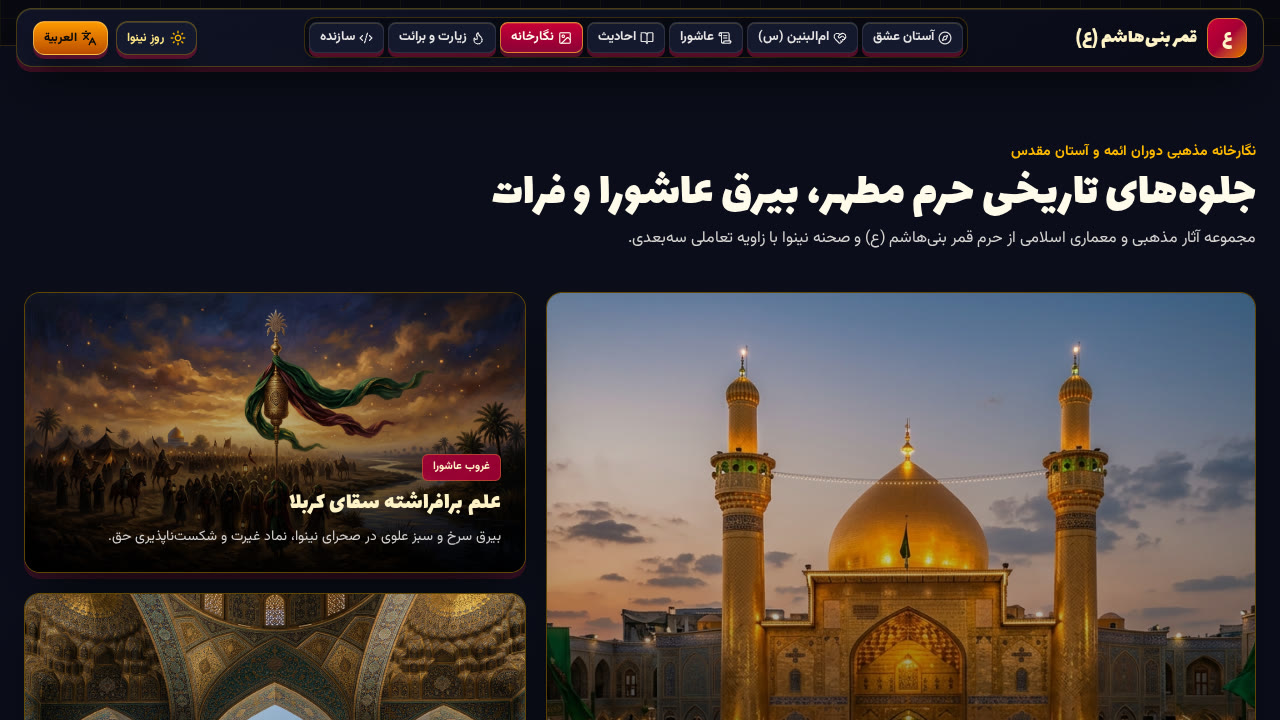 ع
قمر بنی‌هاشم (ع)
آستان عشق
ام‌البنین (س)
عاشورا
احادیث
نگارخانه
زیارت و برائت
سازنده
روز نینوا
العربية
نگارخانه مذهبی دوران ائمه و آستان مقدس
جلوه‌های تاریخی حرم مطهر، بیرق عاشورا و فرات
مجموعه آثار مذهبی و معماری اسلامی از حرم قمر بنی‌هاشم (ع) و صحنه نینوا با زاویه تعاملی سه‌بعدی.
غروب عاشورا
علم برافراشته سقای کربلا
بیرق سرخ و سبز علوی در صحرای نینوا، نماد غیرت و شکست‌ناپذیری حق.